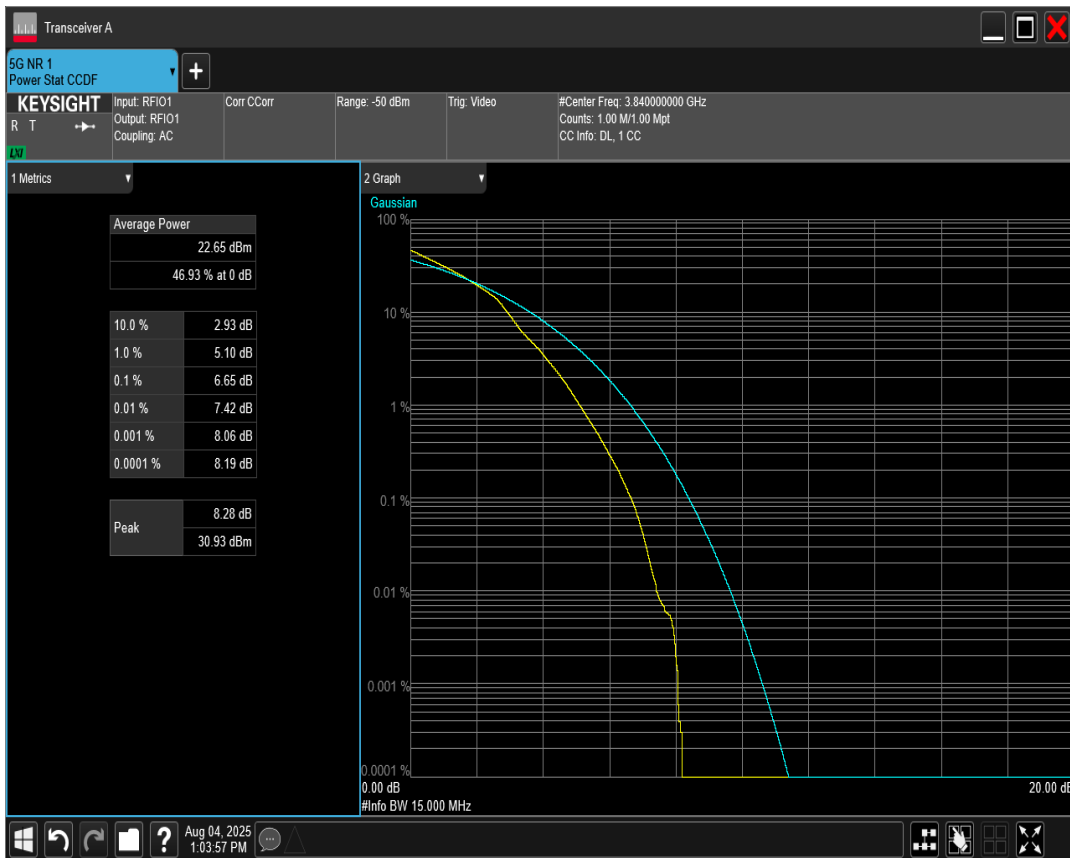 Transceiver A
5G NR 1
Power Stat CCDF
KEYSIGHT
R T
LXI
Input: RFIO1
Output: RFIO1
Coupling: AC
Corr CCorr
Range: -50 dBm
Trig: Video
#Center Freq: 3.840000000 GHz
Counts: 1.00 M/1.00 Mpt
CC Info: DL, 1 CC
1 Metrics
Average Power
22.65 dBm
46.93 % at 0 dB
10.0 % 2.93 dB
1.0 % 5.10 dB
0.1 % 6.65 dB
0.01 % 7.42 dB
0.001 % 8.06 dB
0.0001 % 8.19 dB
Peak
8.28 dB
30.93 dBm
2 Graph
Gaussian
100 %
10 %
1 %
0.1 %
0.01 %
0.001 %
0.0001 %
0.00 dB 20.00 dB
#Info BW 15.000 MHz
?
Aug 04, 2025
1:03:57 PM